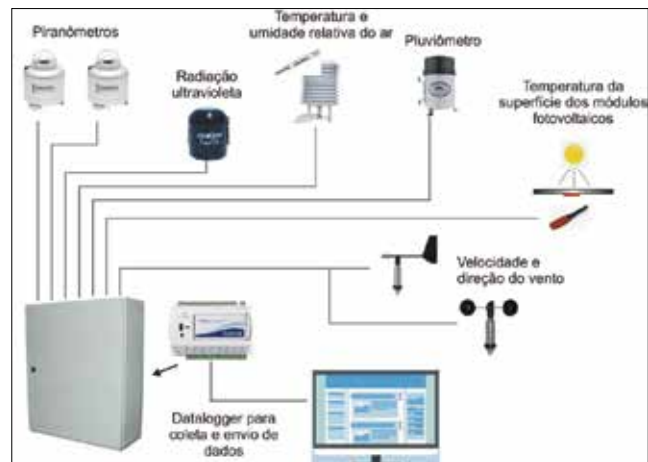 Piranômetros
Radiação
ultravioleta
Temperatura e
umidade relativa do ar
Pluviômetro
Temperatura da
superfície dos módulos
fotovoltaicos
Velocidade e
direção do vento
Datalogger para
coleta e envio de
dados